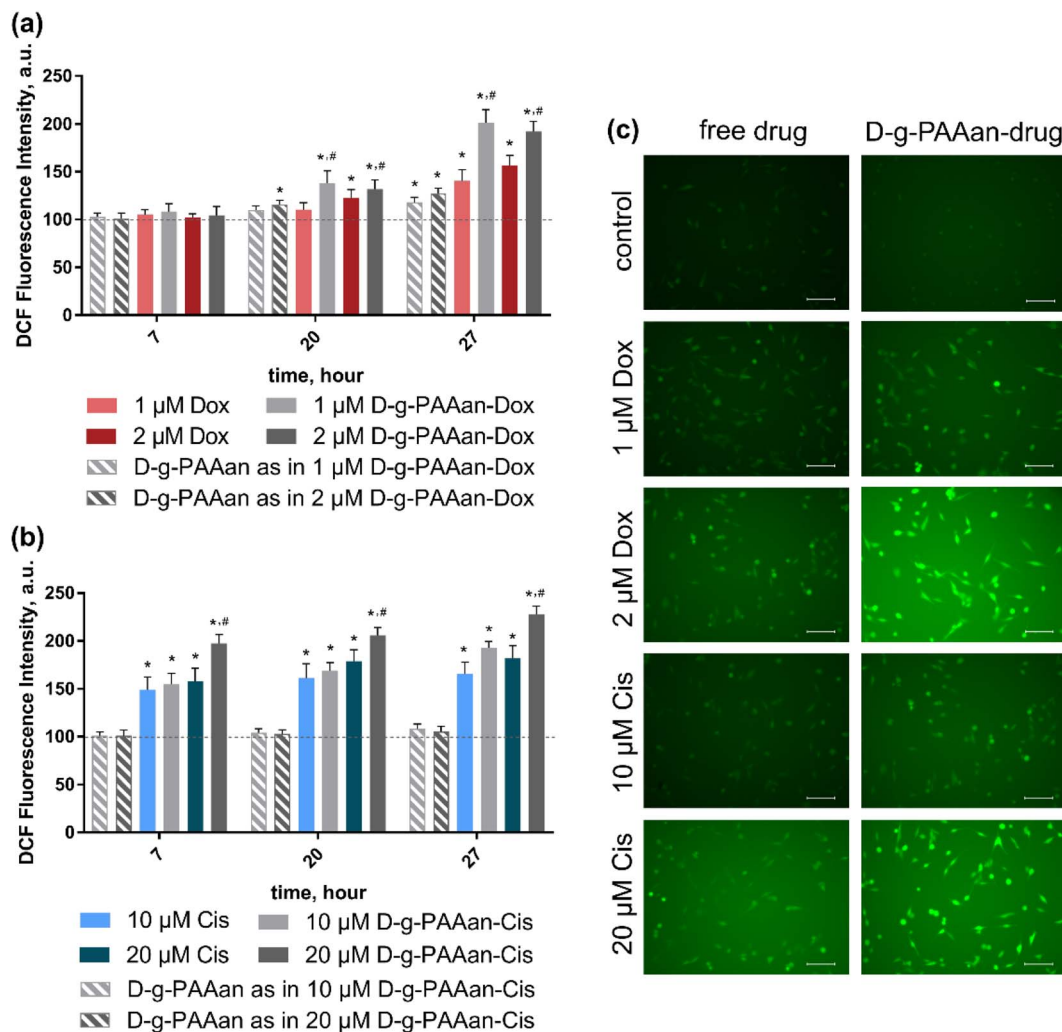 (a)
DCF Fluorescence Intensity, a.u.
250
200
150
100
50
0
*
*,#
*
*,#
*
*
*
*,#
*
*,#
7
20
27
time, hour
1 µM Dox
1 µM D-g-PAAan-Dox
2 µM Dox
2 µM D-g-PAAan-Dox
D-g-PAAan as in 1 µM D-g-PAAan-Dox
D-g-PAAan as in 2 µM D-g-PAAan-Dox
(b)
DCF Fluorescence Intensity, a.u.
250
200
150
100
50
0
*
*
*
*,#
*
*
*
*,#
*
*
*
*,#
7
20
27
time, hour
10 µM Cis
10 µM D-g-PAAan-Cis
20 µM Cis
20 µM D-g-PAAan-Cis
D-g-PAAan as in 10 µM D-g-PAAan-Cis
D-g-PAAan as in 20 µM D-g-PAAan-Cis
(c)
free drug
D-g-PAAan-drug
control
1 µM Dox
2 µM Dox
10 µM Cis
20 µM Cis